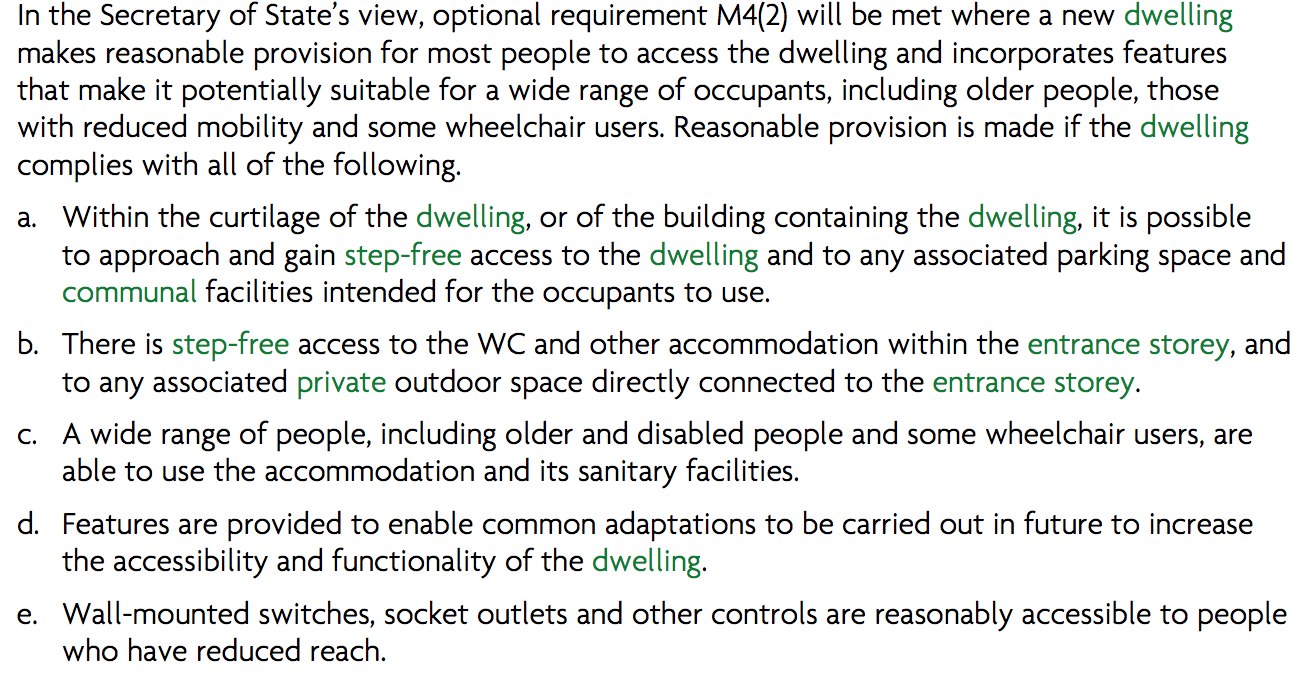 In the Secretary of State’s view, optional requirement M4(2) will be met where a new dwelling
makes reasonable provision for most people to access the dwelling and incorporates features
that make it potentially suitable for a wide range of occupants, including older people, those
with reduced mobility and some wheelchair users. Reasonable provision is made if the dwelling
complies with all of the following.
a. Within the curtilage of the dwelling, or of the building containing the dwelling, it is possible
to approach and gain step-free access to the dwelling and to any associated parking space and
communal facilities intended for the occupants to use.
b. There is step-free access to the WC and other accommodation within the entrance storey, and
to any associated private outdoor space directly connected to the entrance storey.
c. A wide range of people, including older and disabled people and some wheelchair users, are
able to use the accommodation and its sanitary facilities.
d. Features are provided to enable common adaptations to be carried out in future to increase
the accessibility and functionality of the dwelling.
e. Wall-mounted switches, socket outlets and other controls are reasonably accessible to people
who have reduced reach.